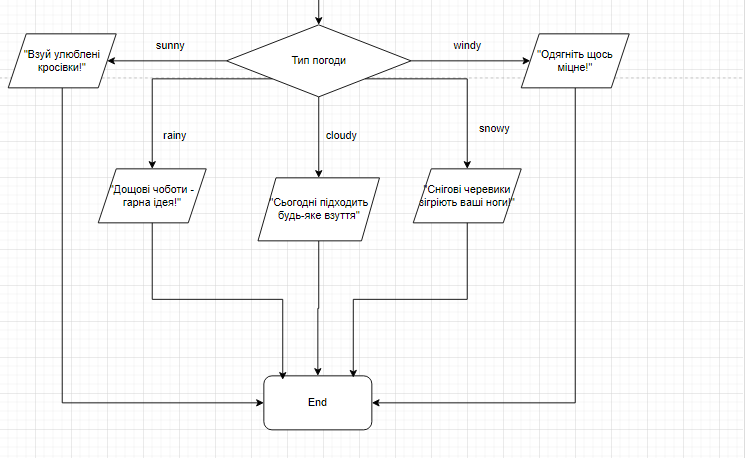 sunny
Тип погоди
windy
"Взуй улюблені
кросівки!"
"Одягніть щось
міцне!"
rainy
cloudy
snowy
"Дощові чоботи -
гарна ідея!"
"Сьогодні підходить
будь-яке взуття"
"Снігові черевики
зігріють ваші ноги!"
End